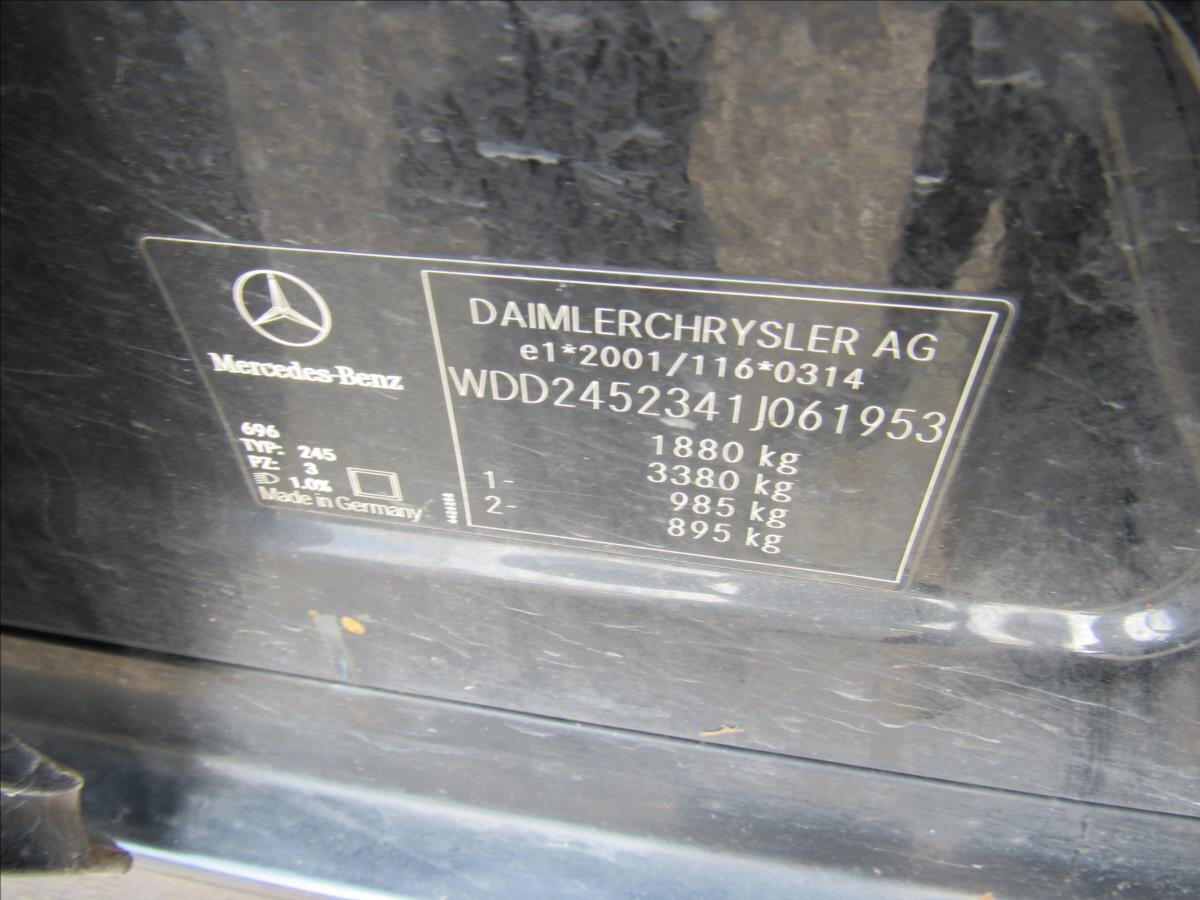 Mercedes-Benz
696
TYP: 245
PZ: 3
1.0%
Made in Germany
DAIMLERCHRYSLER AG
e1*2001/116*0314
WDD2452341J061953
1880 kg
3380 kg
1- 985 kg
2- 895 kg